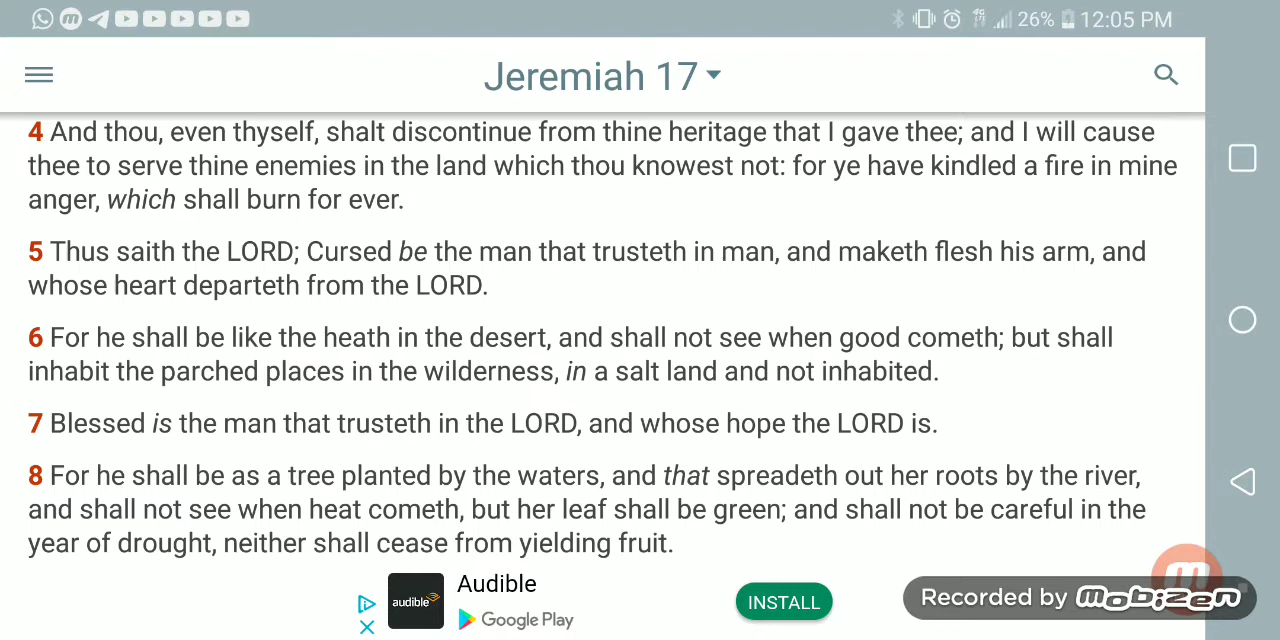 26% 12:05 PM
Jeremiah 17
4 And thou, even thyself, shalt discontinue from thine heritage that I gave thee; and I will cause
thee to serve thine enemies in the land which thou knowest not: for ye have kindled a fire in mine
anger, which shall burn for ever.
5 Thus saith the LORD; Cursed be the man that trusteth in man, and maketh flesh his arm, and
whose heart departeth from the LORD.
6 For he shall be like the heath in the desert, and shall not see when good cometh; but shall
inhabit the parched places in the wilderness, in a salt land and not inhabited.
7 Blessed is the man that trusteth in the LORD, and whose hope the LORD is.
8 For he shall be as a tree planted by the waters, and that spreadeth out her roots by the river,
and shall not see when heat cometh, but her leaf shall be green; and shall not be careful in the
year of drought, neither shall cease from yielding fruit.
audible
Audible
Google Play
INSTALL
Recorded by mobizen